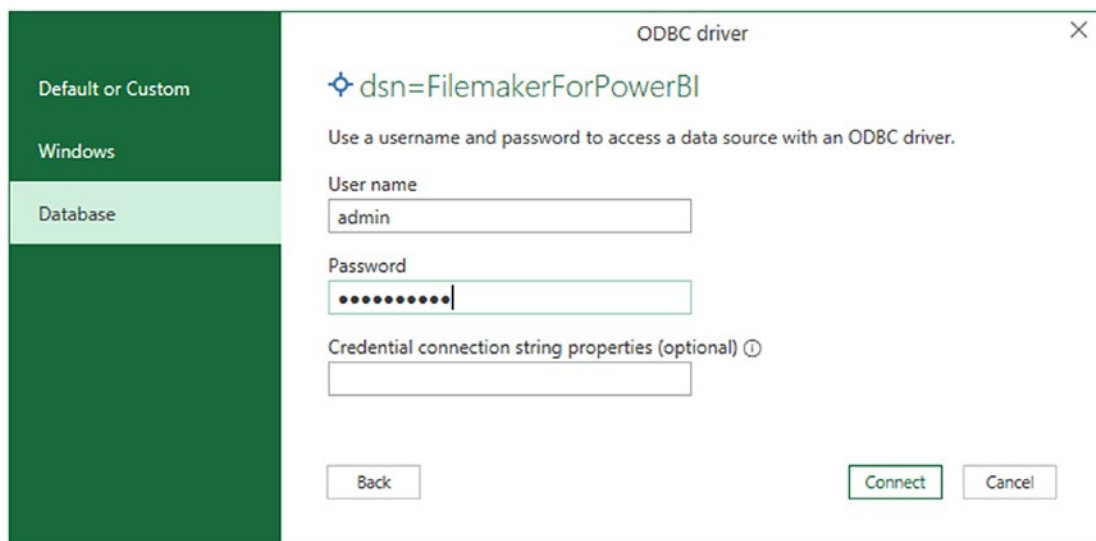 ODBC driver
Default or Custom
Windows
Database
dsn=FilemakerForPowerBI
Use a username and password to access a data source with an ODBC driver.
User name
admin
Password
••••••••••
Credential connection string properties (optional)
Back
Connect
Cancel